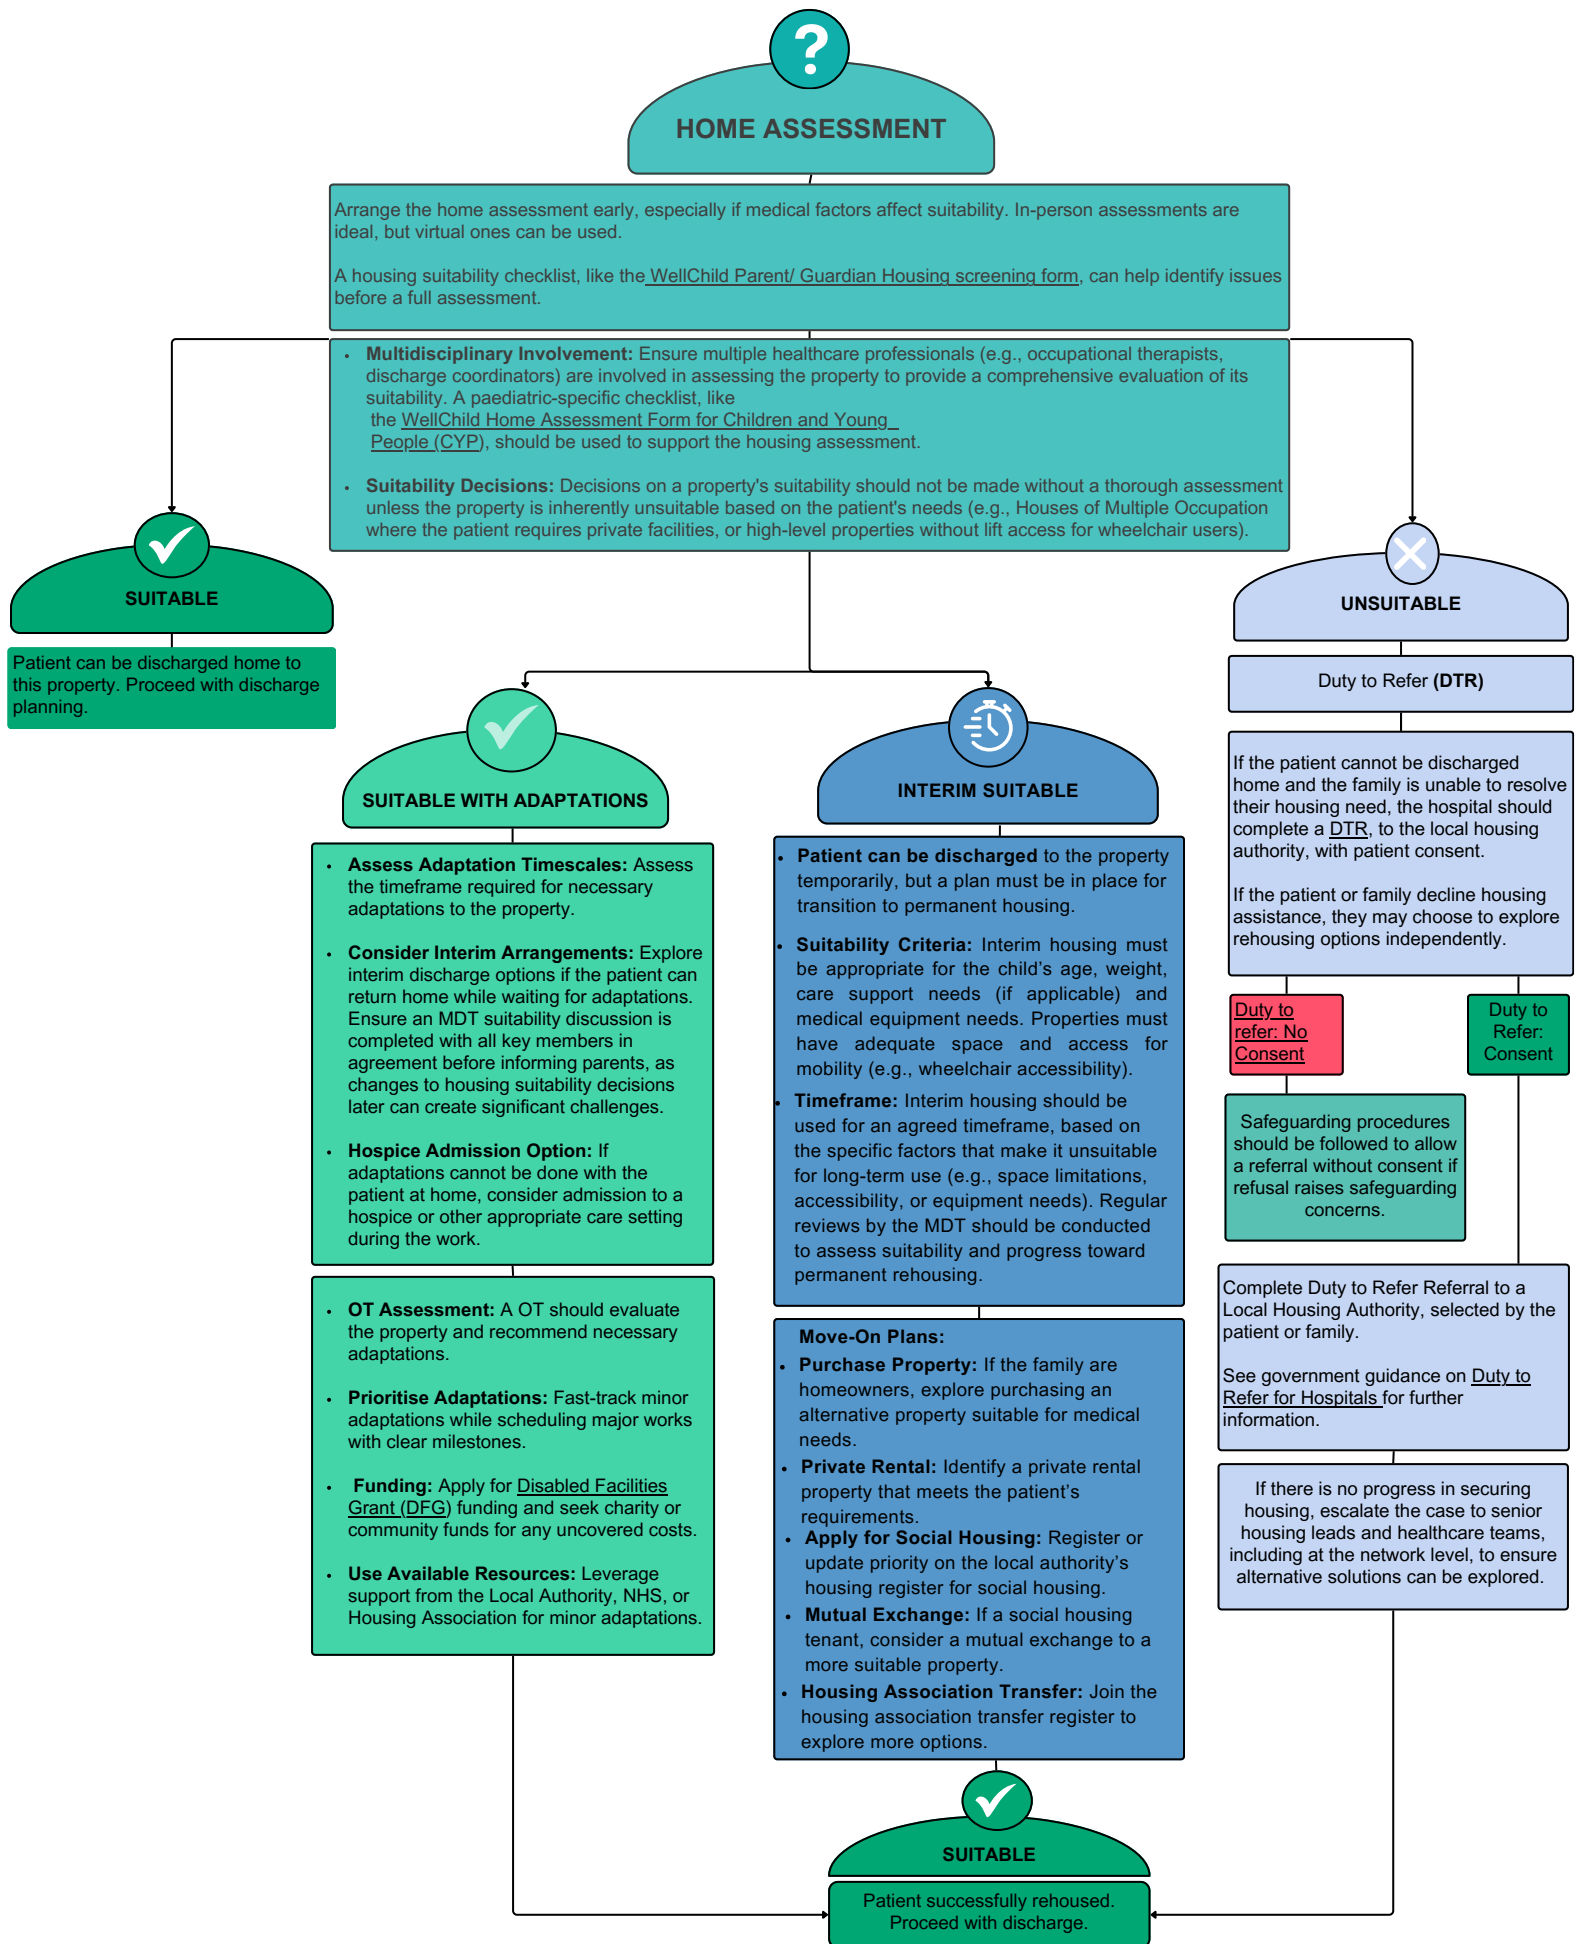 ?
HOME ASSESSMENT
Arrange the home assessment early, especially if medical factors affect suitability. In-person assessments are
ideal, but virtual ones can be used.
A housing suitability checklist, like the WellChild Parent/ Guardian Housing screening form, can help identify issues
before a full assessment.
• Multidisciplinary Involvement: Ensure multiple healthcare professionals (e.g., occupational therapists,
discharge coordinators) are involved in assessing the property to provide a comprehensive evaluation of its
suitability. A paediatric-specific checklist, like
the WellChild Home Assessment Form for Children and Young
People (CYP), should be used to support the housing assessment.
• Suitability Decisions: Decisions on a property's suitability should not be made without a thorough assessment
unless the property is inherently unsuitable based on the patient's needs (e.g., Houses of Multiple Occupation
where the patient requires private facilities, or high-level properties without lift access for wheelchair users).
SUITABLE
Patient can be discharged home to
this property. Proceed with discharge
planning.
SUITABLE WITH ADAPTATIONS
• Assess Adaptation Timescales: Assess
the timeframe required for necessary
adaptations to the property.
• Consider Interim Arrangements: Explore
interim discharge options if the patient can
return home while waiting for adaptations.
Ensure an MDT suitability discussion is
completed with all key members in
agreement before informing parents, as
changes to housing suitability decisions
later can create significant challenges.
• Hospice Admission Option: If
adaptations cannot be done with the
patient at home, consider admission to a
hospice or other appropriate care setting
during the work.
• OT Assessment: A OT should evaluate
the property and recommend necessary
adaptations.
• Prioritise Adaptations: Fast-track minor
adaptations while scheduling major works
with clear milestones.
• Funding: Apply for Disabled Facilities
Grant (DFG) funding and seek charity or
community funds for any uncovered costs.
• Use Available Resources: Leverage
support from the Local Authority, NHS, or
Housing Association for minor adaptations.
INTERIM SUITABLE
• Patient can be discharged to the property
temporarily, but a plan must be in place for
transition to permanent housing.
• Suitability Criteria: Interim housing must
be appropriate for the child’s age, weight,
care support needs (if applicable) and
medical equipment needs. Properties must
have adequate space and access for
mobility (e.g., wheelchair accessibility).
• Timeframe: Interim housing should be
used for an agreed timeframe, based on
the specific factors that make it unsuitable
for long-term use (e.g., space limitations,
accessibility, or equipment needs). Regular
reviews by the MDT should be conducted
to assess suitability and progress toward
permanent rehousing.
Move-On Plans:
• Purchase Property: If the family are
homeowners, explore purchasing an
alternative property suitable for medical
needs.
• Private Rental: Identify a private rental
property that meets the patient’s
requirements.
• Apply for Social Housing: Register or
update priority on the local authority’s
housing register for social housing.
• Mutual Exchange: If a social housing
tenant, consider a mutual exchange to a
more suitable property.
• Housing Association Transfer: Join the
housing association transfer register to
explore more options.
UNSUITABLE
Duty to Refer (DTR)
If the patient cannot be discharged
home and the family is unable to resolve
their housing need, the hospital should
complete a DTR, to the local housing
authority, with patient consent.
If the patient or family decline housing
assistance, they may choose to explore
rehousing options independently.
Duty to
refer: No
Consent
Duty to
Refer:
Consent
Safeguarding procedures
should be followed to allow
a referral without consent if
refusal raises safeguarding
concerns.
Complete Duty to Refer Referral to a
Local Housing Authority, selected by the
patient or family.
See government guidance on Duty to
Refer for Hospitals for further
information.
If there is no progress in securing
housing, escalate the case to senior
housing leads and healthcare teams,
including at the network level, to ensure
alternative solutions can be explored.
SUITABLE
Patient successfully rehoused.
Proceed with discharge.